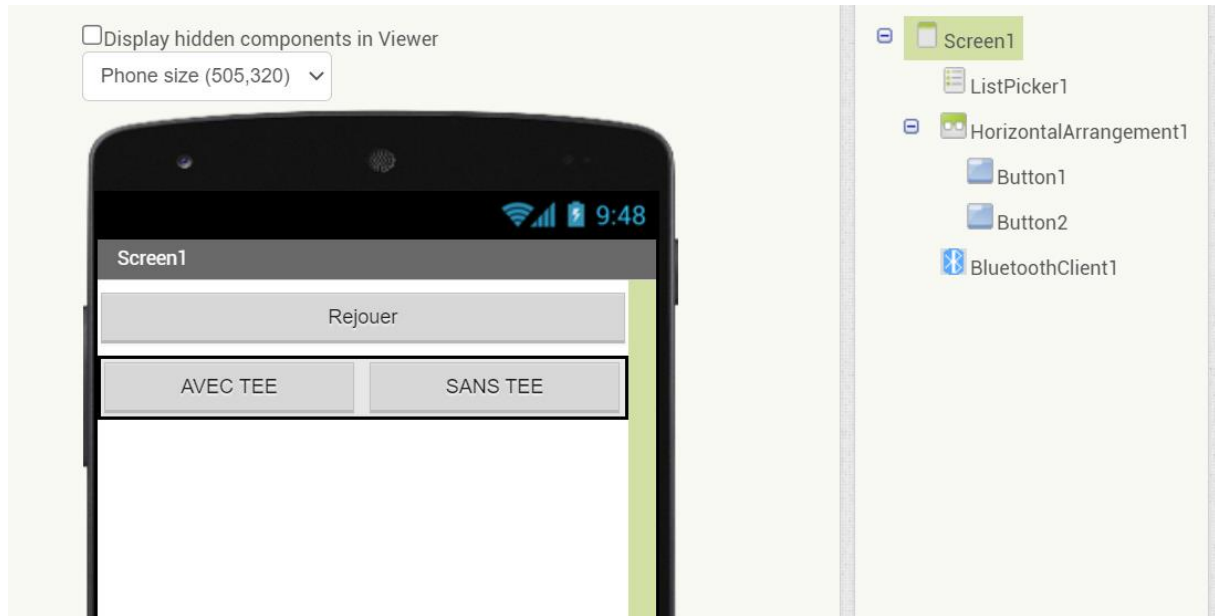 Display hidden components in Viewer
Phone size (505,320)
9:48
Screen1
Rejouer
AVEC TEE
SANS TEE
Screen1
ListPicker1
HorizontalArrangement1
Button1
Button2
BluetoothClient1